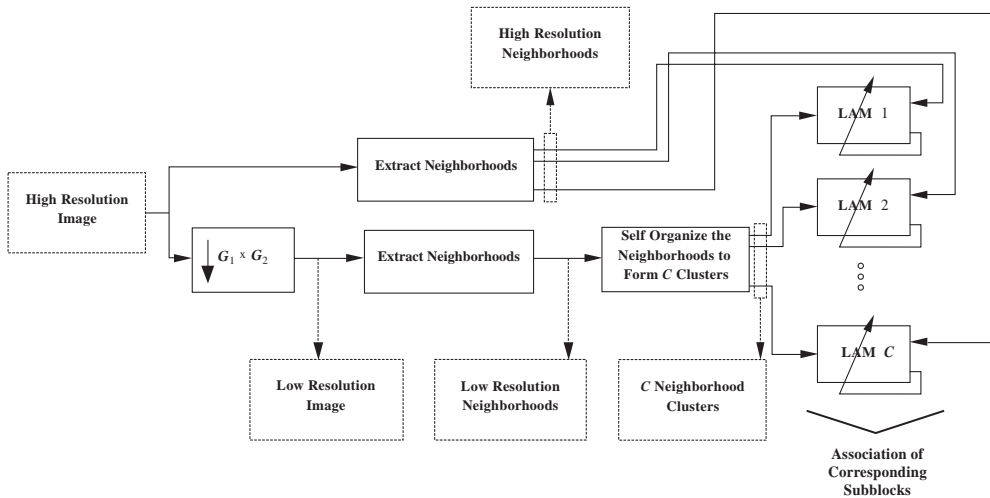 High Resolution
Neighborhoods
LAM 1
Extract Neighborhoods
High Resolution
Image
LAM 2
G1 x G2
Extract Neighborhoods
Self Organize the
Neighborhoods to
Form C Clusters
LAM C
Low Resolution
Image
Low Resolution
Neighborhoods
C Neighborhood
Clusters
Association of
Corresponding
Subblocks